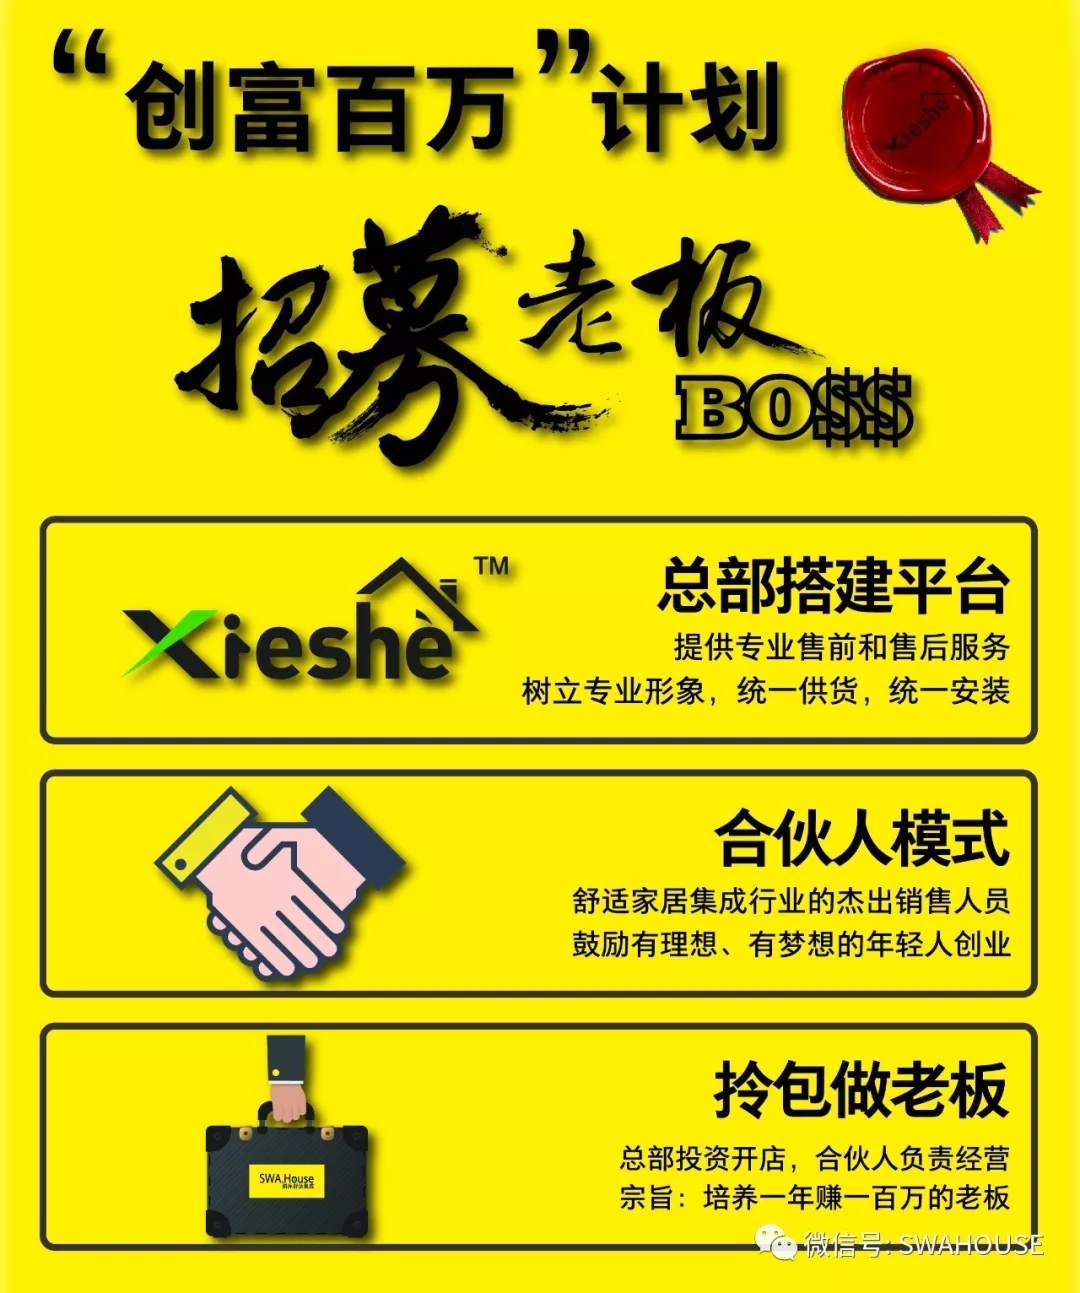 “创富百万”计划
Xieshè
招募老板
BO$$
Xieshè TM
总部搭建平台
提供专业售前和售后服务
树立专业形象，统一供货，统一安装
合伙人模式
舒适家居集成行业的杰出销售人员
鼓励有理想、有梦想的年轻人创业
拎包做老板
SWA.House
总部投资开店，合伙人负责经营
宗旨：培养一年赚一百万的老板
微信号: SWAHOUSE